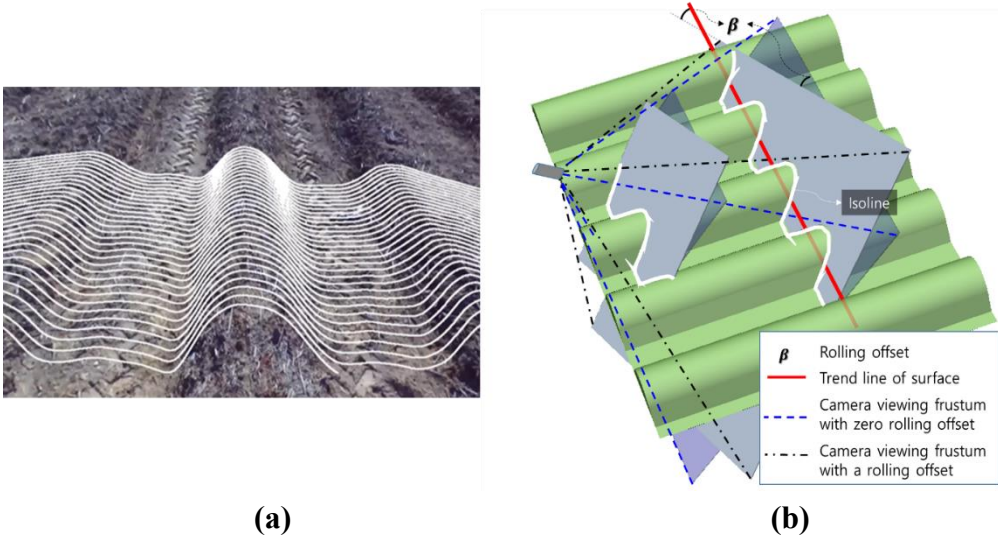 β
Isoline
β Rolling offset
Trend line of surface
Camera viewing frustum
with zero rolling offset
Camera viewing frustum
with a rolling offset
(a)
(b)